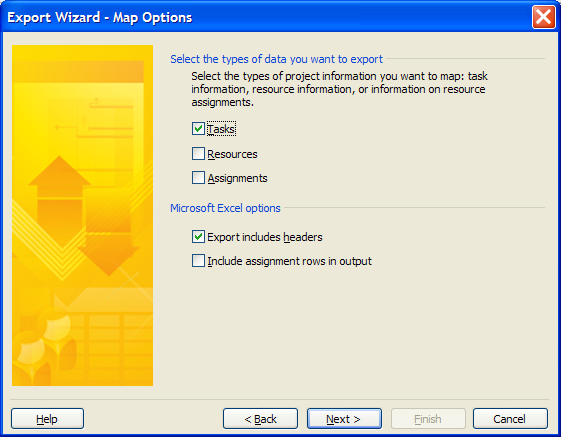 Export Wizard - Map Options
Select the types of data you want to export
Select the types of project information you want to map: task
information, resource information, or information on resource
assignments.
Tasks
Resources
Assignments
Microsoft Excel options
Export includes headers
Include assignment rows in output
Help
< Back
Next >
Finish
Cancel